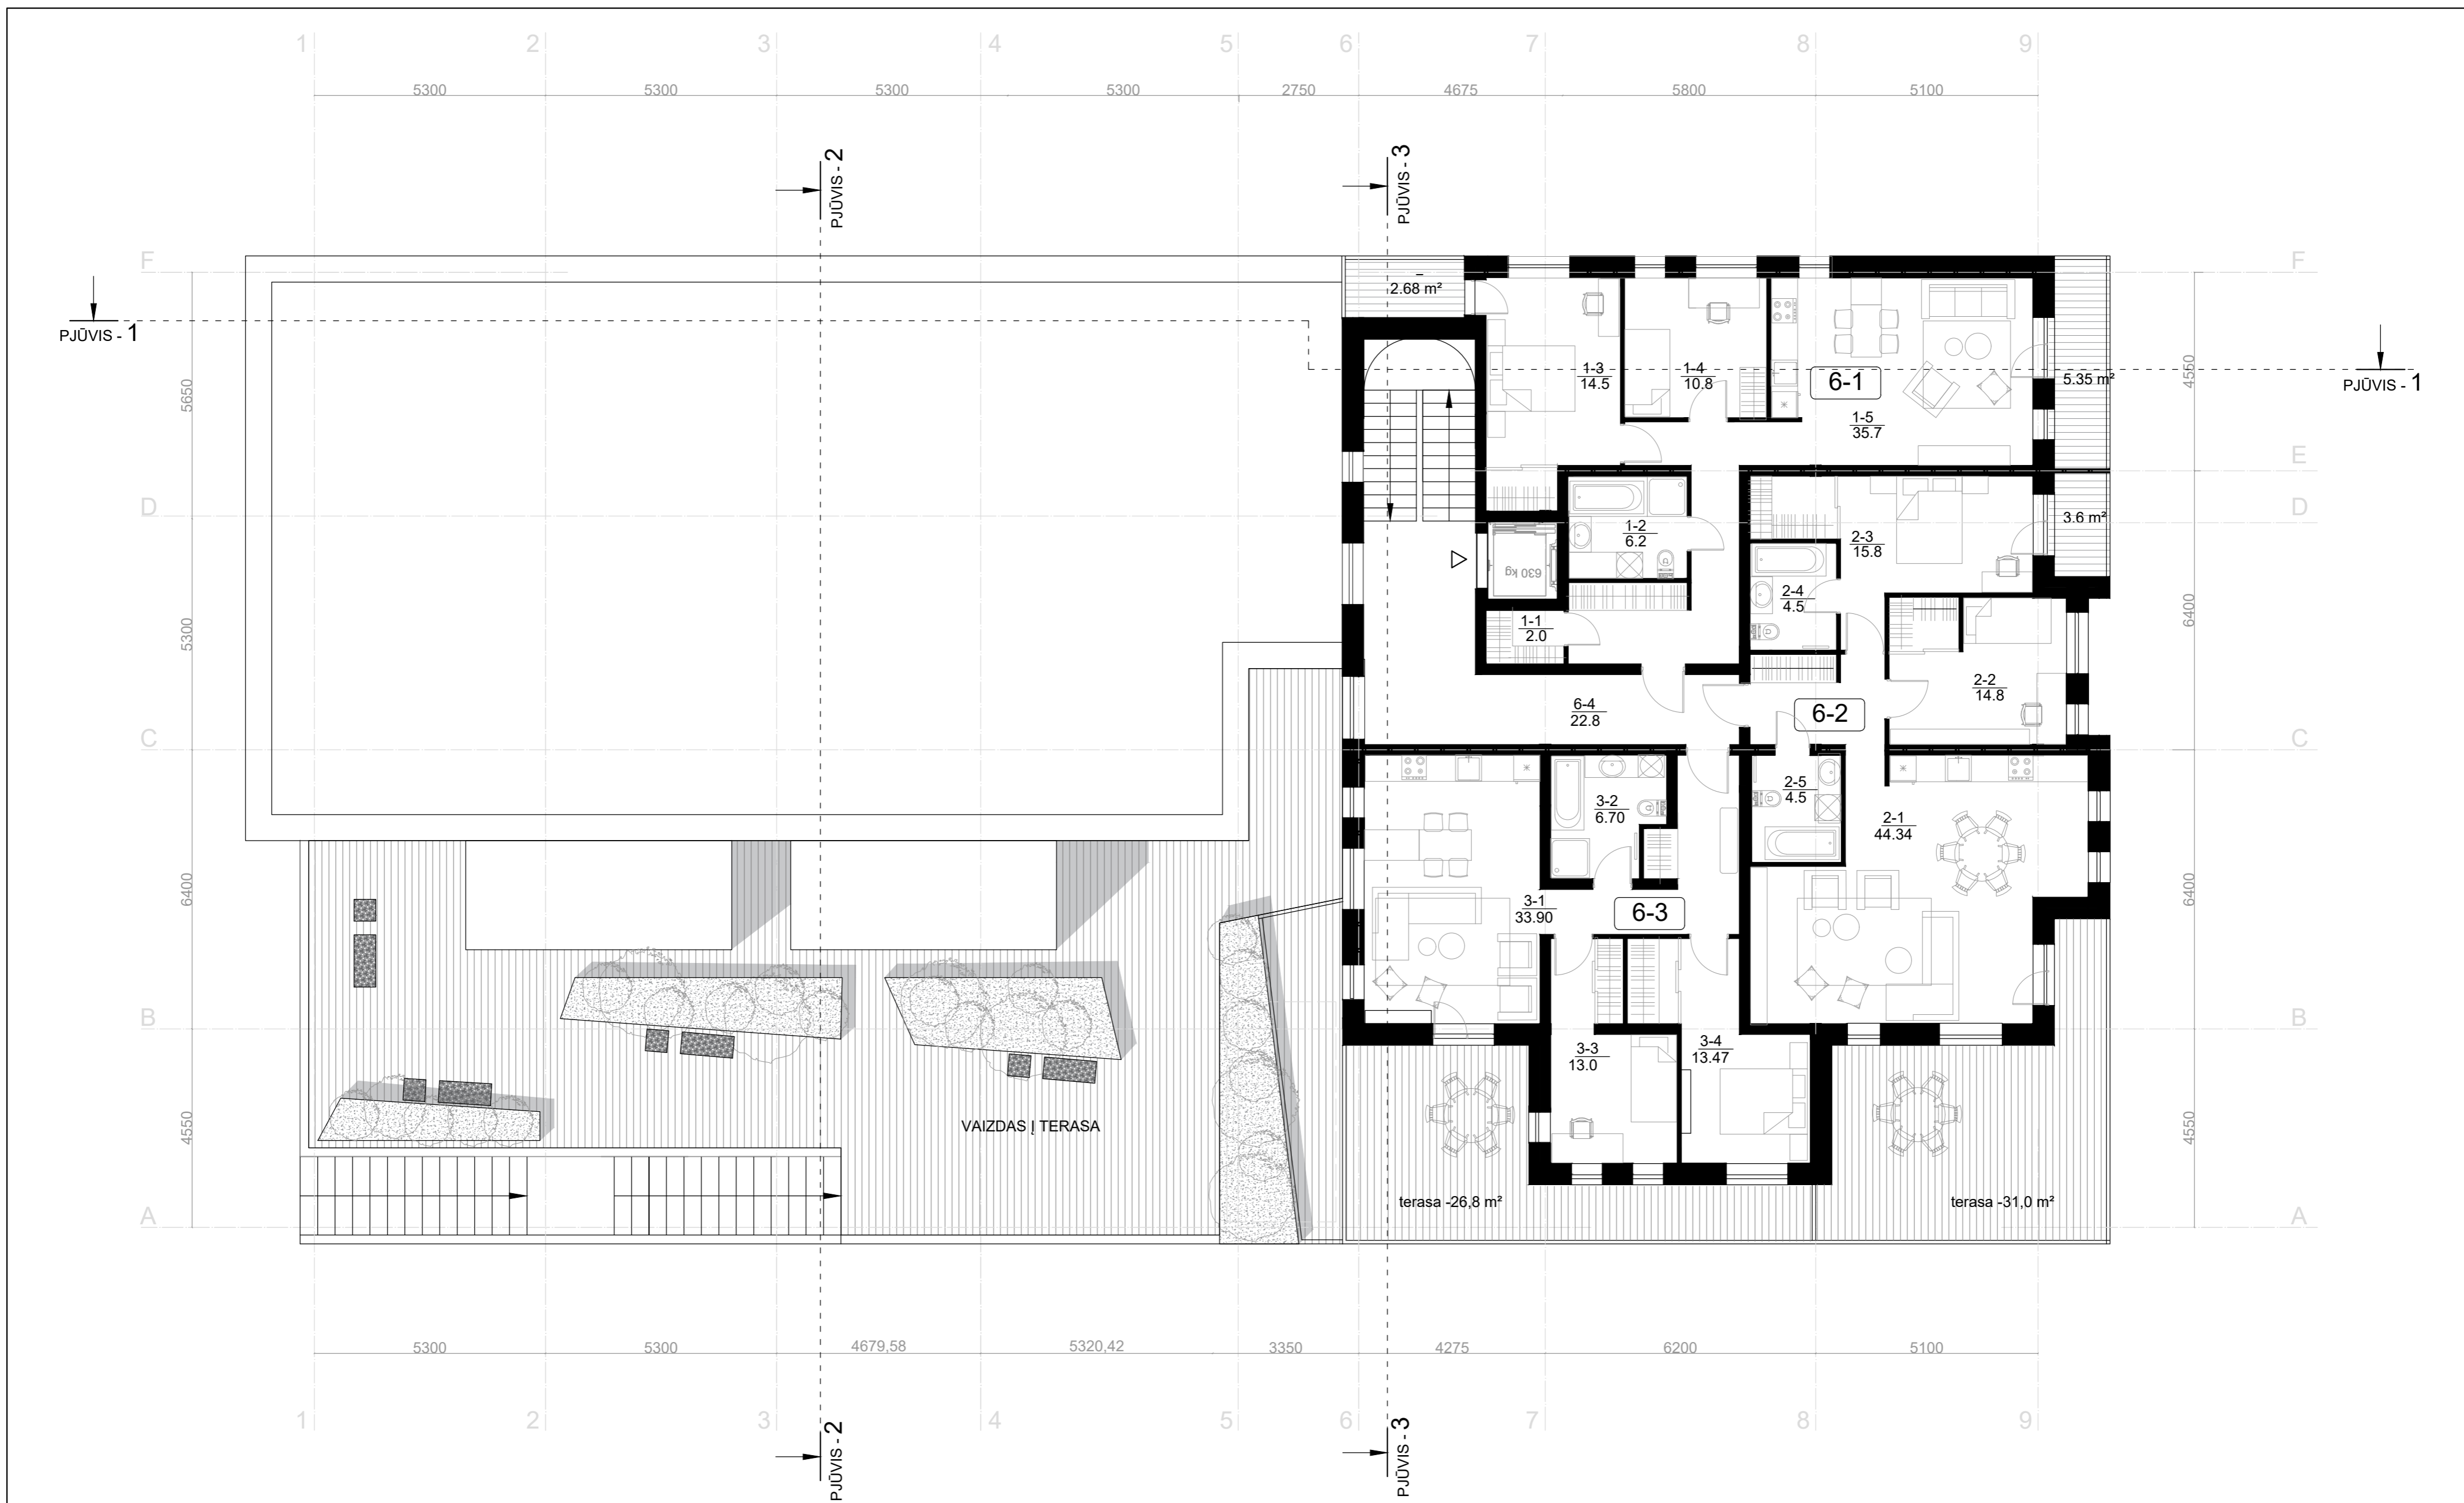 1 2 3 4 5 6 7 8 9
5300 5300 5300 5300 2750 4675 5800 5100
PJŪVIS - 2
PJŪVIS - 3
F F
2.68 m²
PJŪVIS - 1
5650
1-3
14.5
1-4
10.8
6-1
1-5
35.7
5.35 m²
4550
PJŪVIS - 1
E
D D
1-2
6.2
630 kg
2-3
15.8
3.6 m²
2-4
4.5
5300
1-1
2.0
6400
2-2
14.8
6-4
22.8
6-2
C C
3-2
6.70
2-5
4.5
2-1
44.34
6400
3-1
33.90
6-3
6400
B B
3-3
13.0
3-4
13.47
4550
VAIZDAS Į TERASA
4550
terasa -26,8 m²
terasa -31,0 m²
A A
5300 5300 4679,58 5320,42 3350 4275 6200 5100
1 2 3 4 5 6 7 8 9
PJŪVIS - 2
PJŪVIS - 3